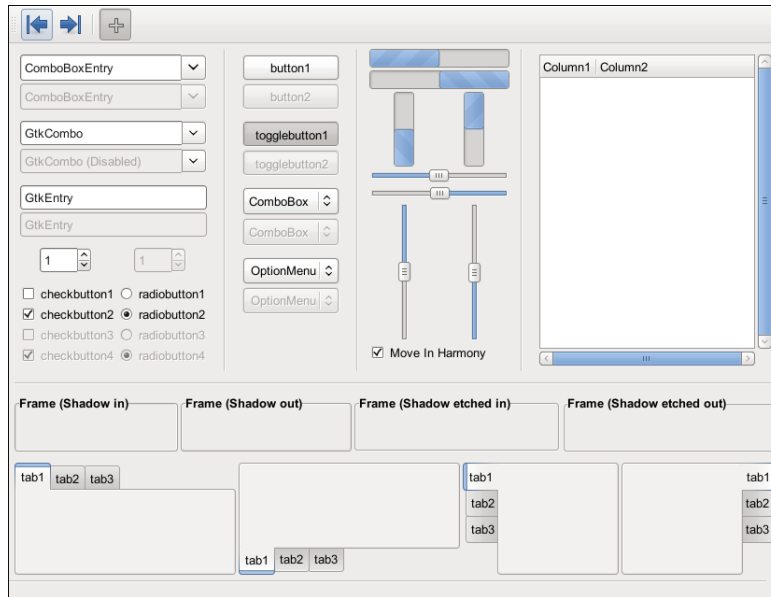 ComboBoxEntry
ComboBoxEntry
GtkCombo
GtkCombo (Disabled)
GtkEntry
GtkEntry
1 1
checkbutton1 radiobutton1
checkbutton2 radiobutton2
checkbutton3 radiobutton3
checkbutton4 radiobutton4
button1
button2
togglebutton1
togglebutton2
ComboBox
ComboBox
OptionMenu
OptionMenu
Move In Harmony
Column1 Column2
Frame (Shadow in) Frame (Shadow out) Frame (Shadow etched in) Frame (Shadow etched out)
tab1 tab2 tab3
tab1 tab2 tab3
tab1
tab2
tab3
tab1
tab2
tab3